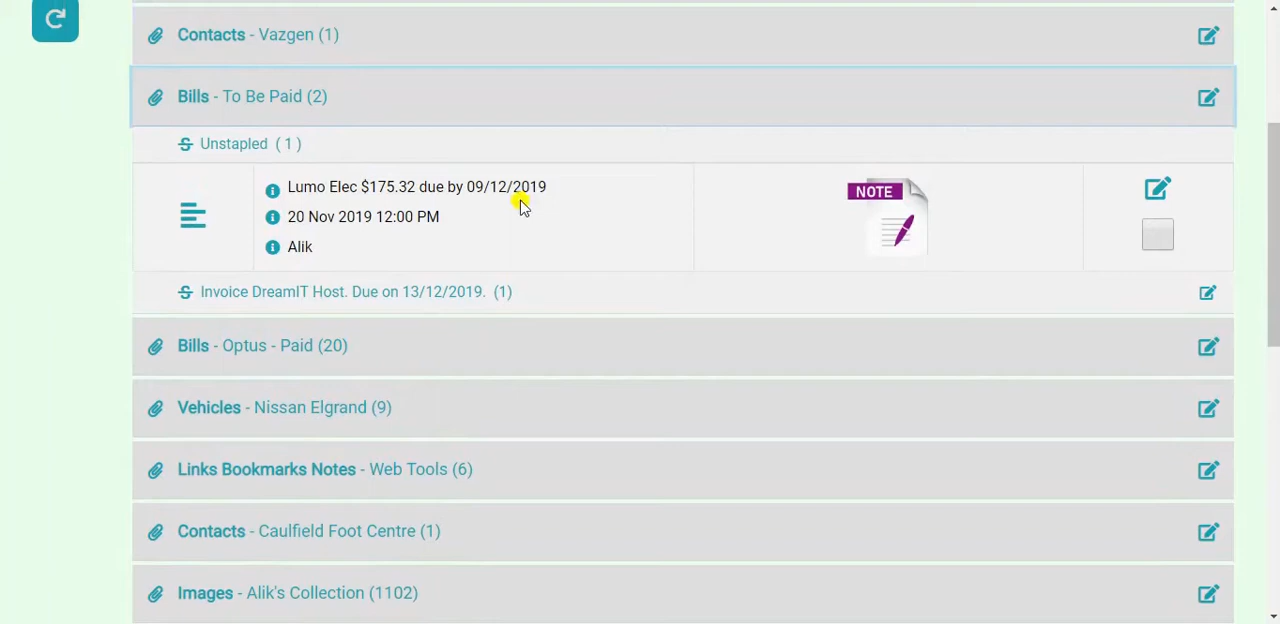 Contacts - Vazgen (1)
Bills - To Be Paid (2)
Unstapled ( 1 )
Lumo Elec $175.32 due by 09/12/2019
20 Nov 2019 12:00 PM
Alik
NOTE
Invoice DreamIT Host. Due on 13/12/2019. (1)
Bills - Optus - Paid (20)
Vehicles - Nissan Elgrand (9)
Links Bookmarks Notes - Web Tools (6)
Contacts - Caulfield Foot Centre (1)
Images - Alik's Collection (1102)